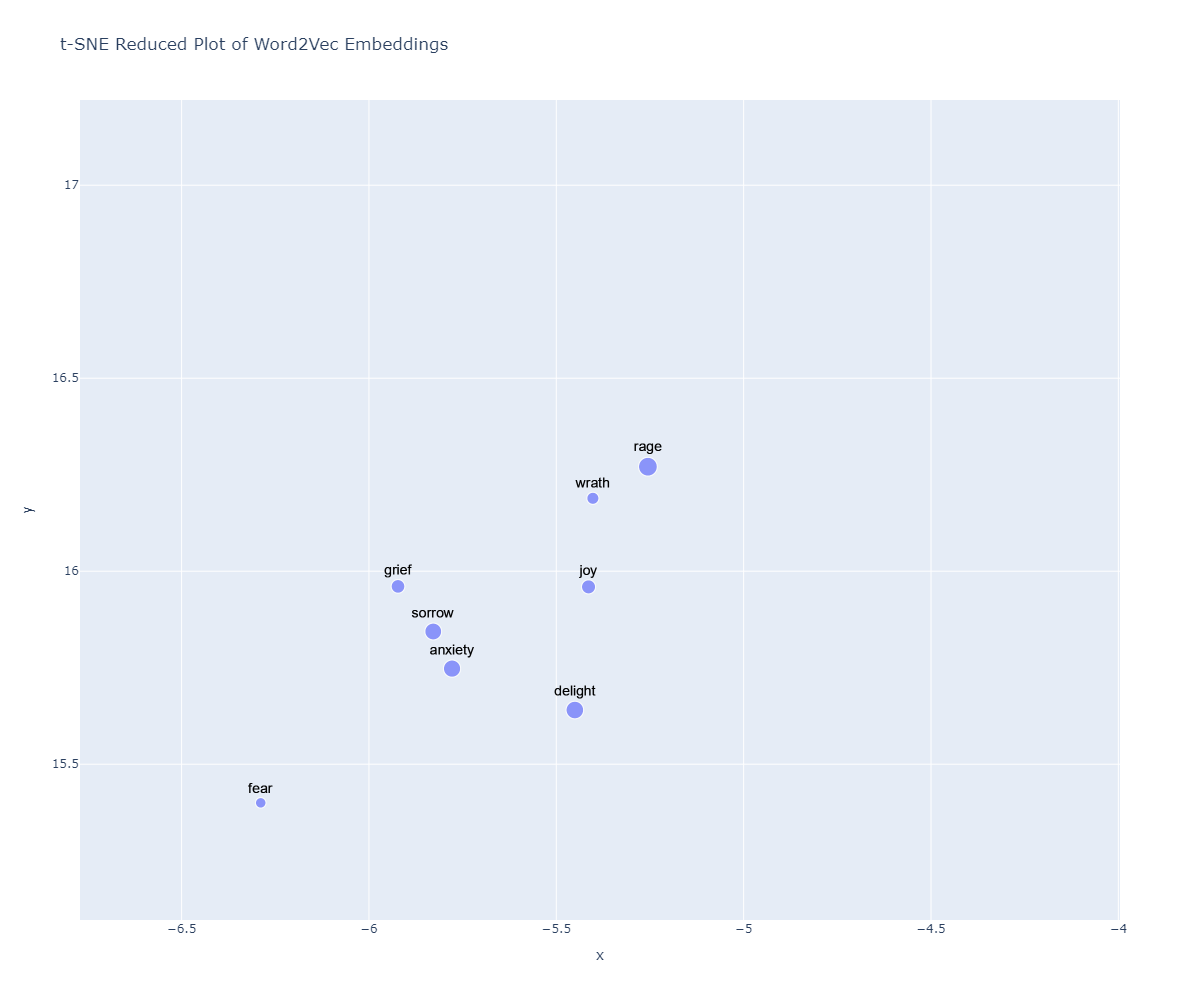 t-SNE Reduced Plot of Word2Vec Embeddings
17
16.5
rage
wrath
16
grief
joy
sorrow
anxiety
delight
15.5
fear
y
−6.5
−6
−5.5
−5
−4.5
−4
x